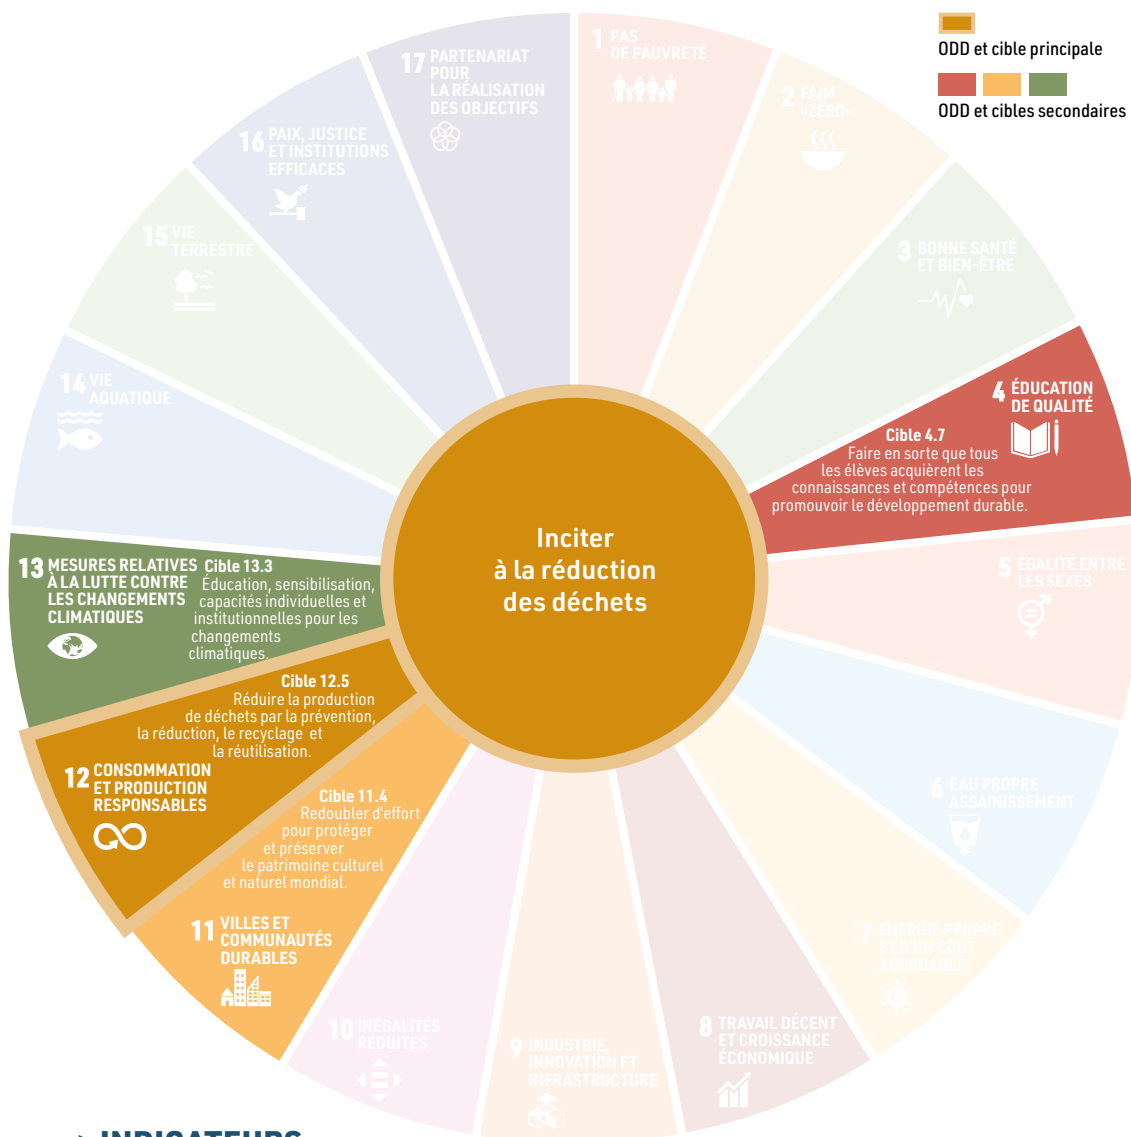 ODD et cible principale
ODD et cibles secondaires
1 PAS
DE PAUVRETÉ
2 FAIM
«ZÉRO»
3 BONNE SANTÉ
ET BIEN-ÊTRE
4 ÉDUCATION
DE QUALITÉ
Cible 4.7
Faire en sorte que tous
les élèves acquièrent les
connaissances et compétences pour
promouvoir le développement durable.
5 ÉGALITÉ ENTRE
LES SEXES
6 EAU PROPRE
ASSAINISSEMENT
7 ÉNERGIE PROPRE
ET D'UN COÛT
ABORDABLE
8 TRAVAIL DÉCENT
ET CROISSANCE
ÉCONOMIQUE
9 INDUSTRIE,
INNOVATION ET
INFRASTRUCTURE
10 INÉGALITÉS
RÉDUITES
11 VILLES ET
COMMUNAUTÉS
DURABLES
Cible 11.4
Redoubler d'effort
pour protéger
et préserver
le patrimoine culturel
et naturel mondial.
12 CONSOMMATION
ET PRODUCTION
RESPONSABLES
Cible 12.5
Réduire la production
de déchets par la prévention,
la réduction, le recyclage et
la réutilisation.
13 MESURES RELATIVES
À LA LUTTE CONTRE
LES CHANGEMENTS
CLIMATIQUES
Cible 13.3
Éducation, sensibilisation,
capacités individuelles et
institutionnelles pour les
changements
climatiques.
14 VIE
AQUATIQUE
15 VIE
TERRESTRE
16 PAIX, JUSTICE
ET INSTITUTIONS
EFFICACES
17 PARTENARIAT
POUR
LA RÉALISATION
DES OBJECTIFS
Inciter
à la réduction
des déchets
INDICATEURS